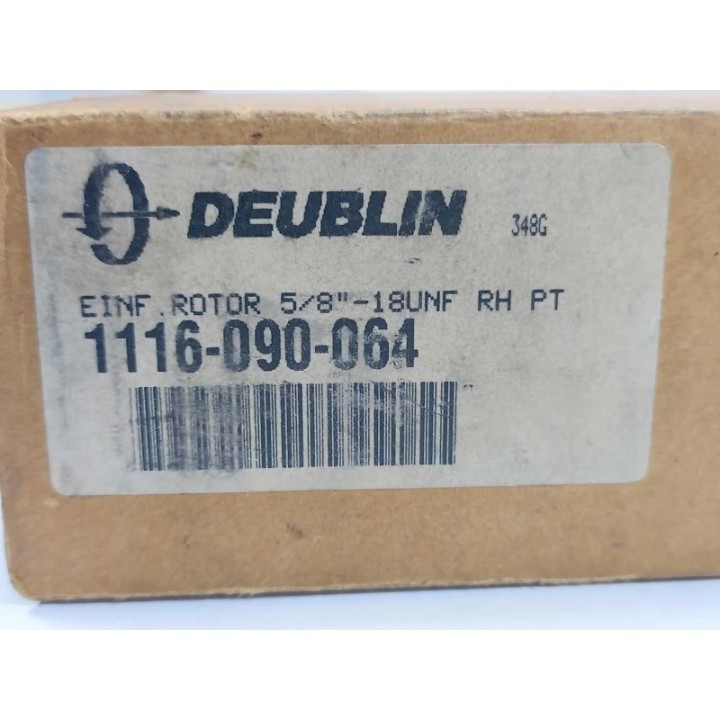 DEUBLIN 348G
EINF.ROTOR 5/8"-18UNF RH PT
1116-090-064